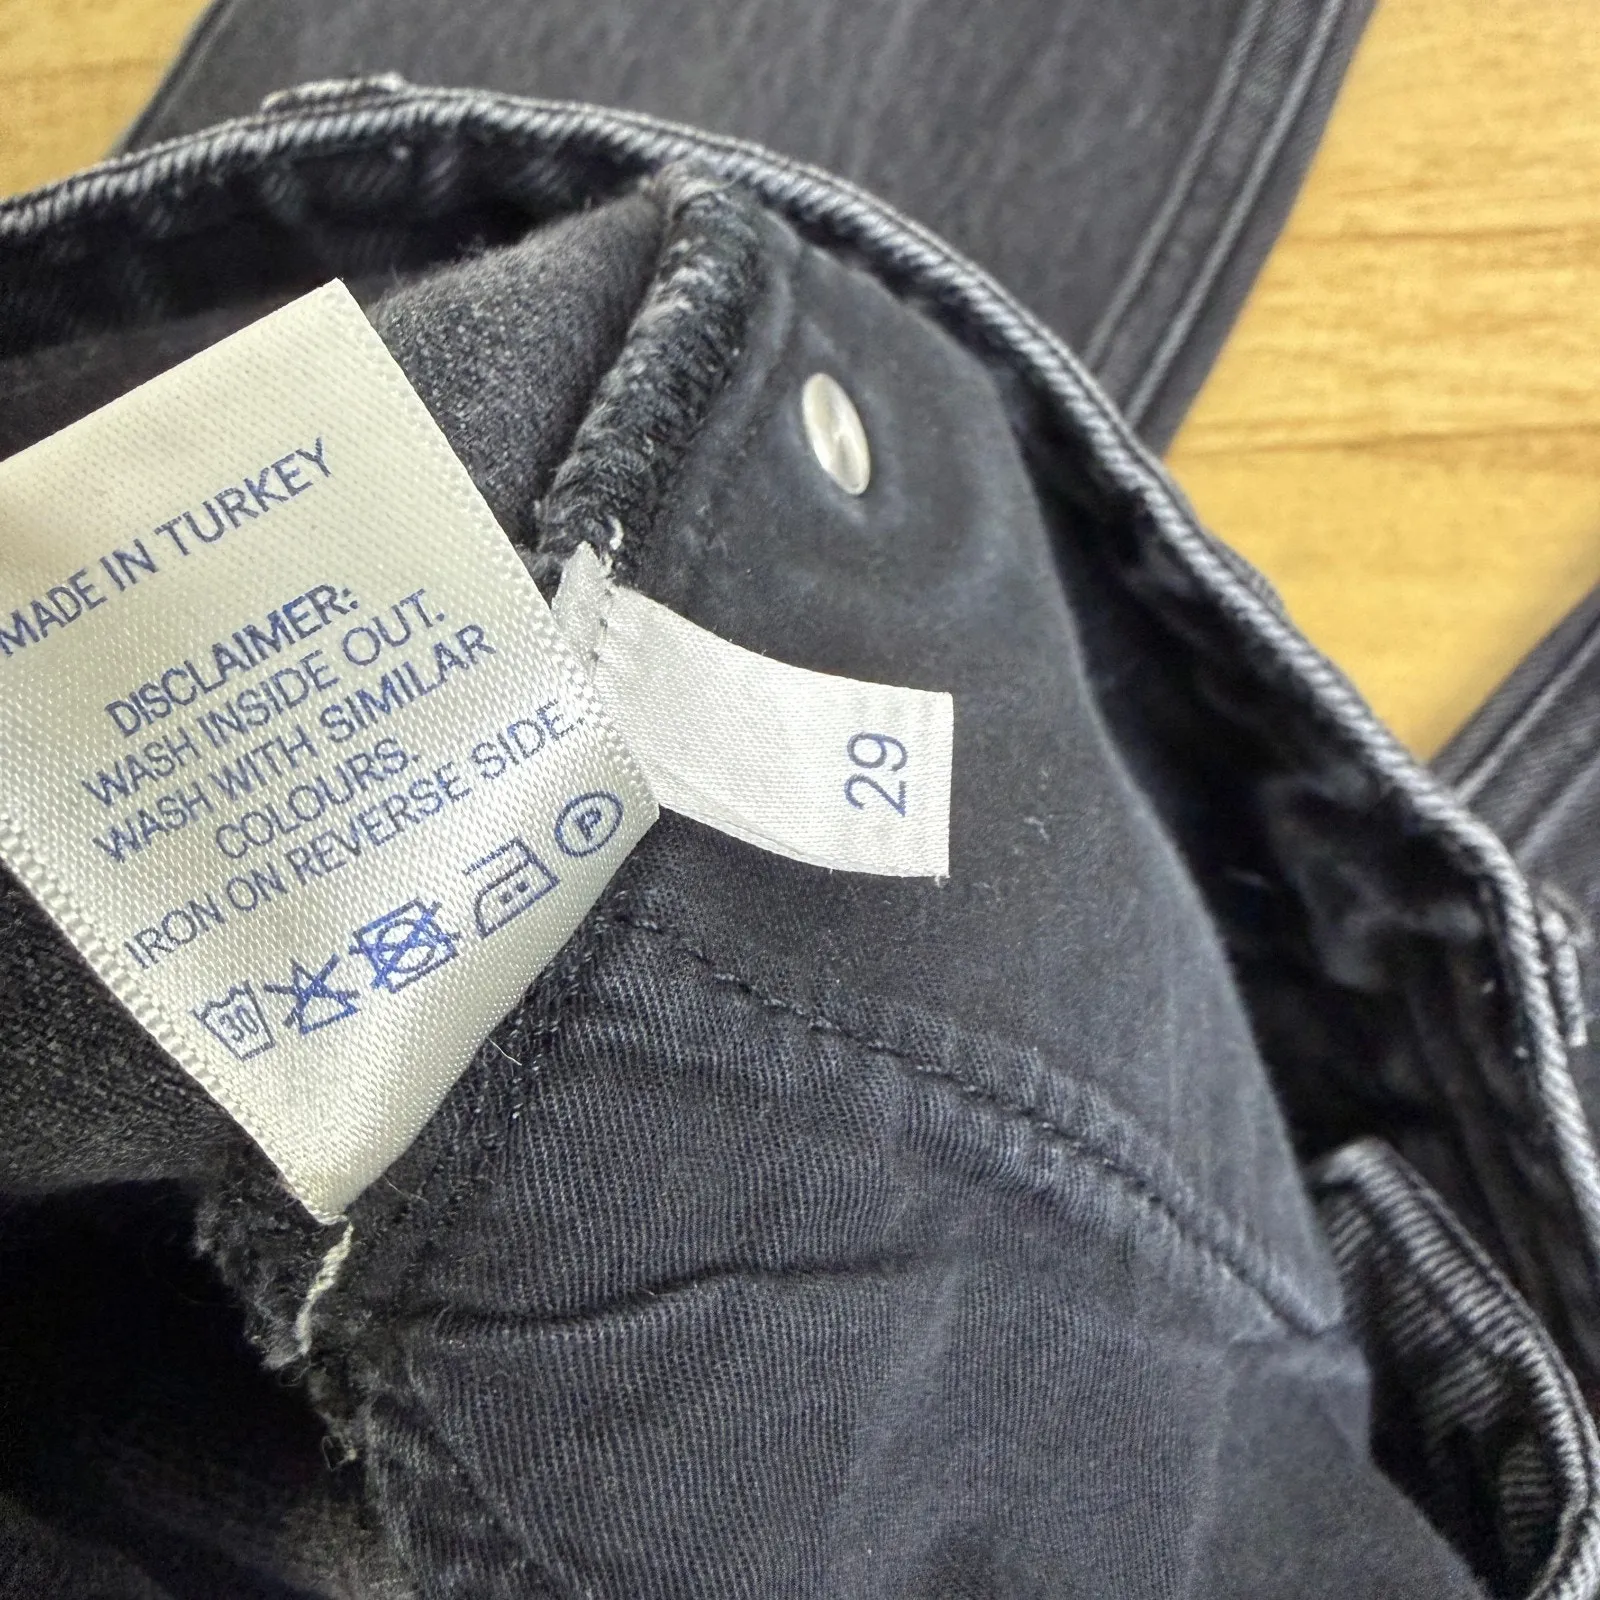 MADE IN TURKEY
DISCLAIMER:
WASH INSIDE OUT.
WASH WITH SIMILAR
COLOURS.
IRON ON REVERSE SIDE.
30
P
29